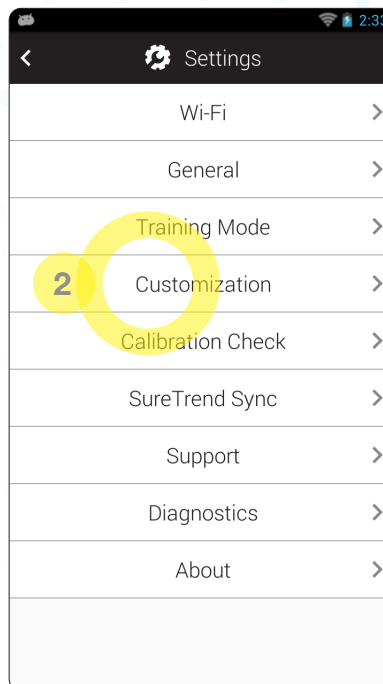 2:33
Settings
Wi-Fi
General
Training Mode
2
Customization
Calibration Check
SureTrend Sync
Support
Diagnostics
About